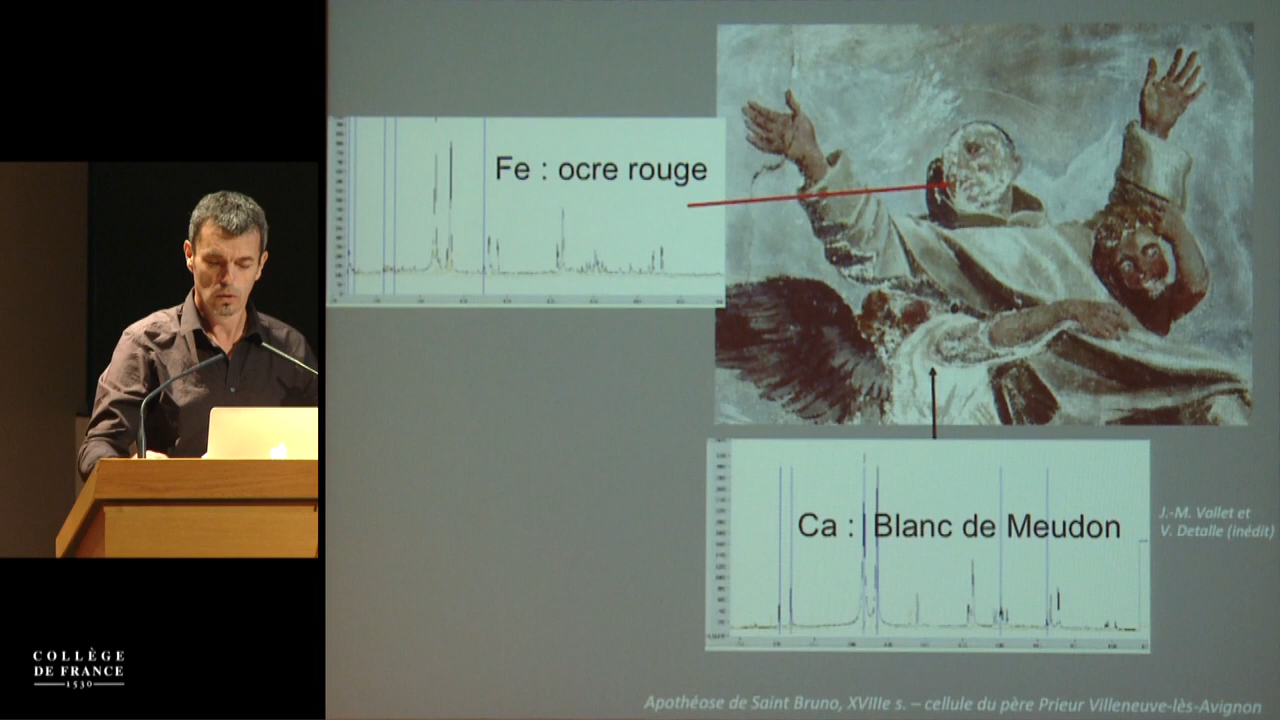 Fe : ocre rouge
Ca : Blanc de Meudon
J.-M. Vallet et
V. Detalle (inédit)
Apothéose de Saint Bruno, XVIIIe s. – cellule du père Prieur Villeneuve-lès-Avignon
COLLÈGE
DE FRANCE
1530